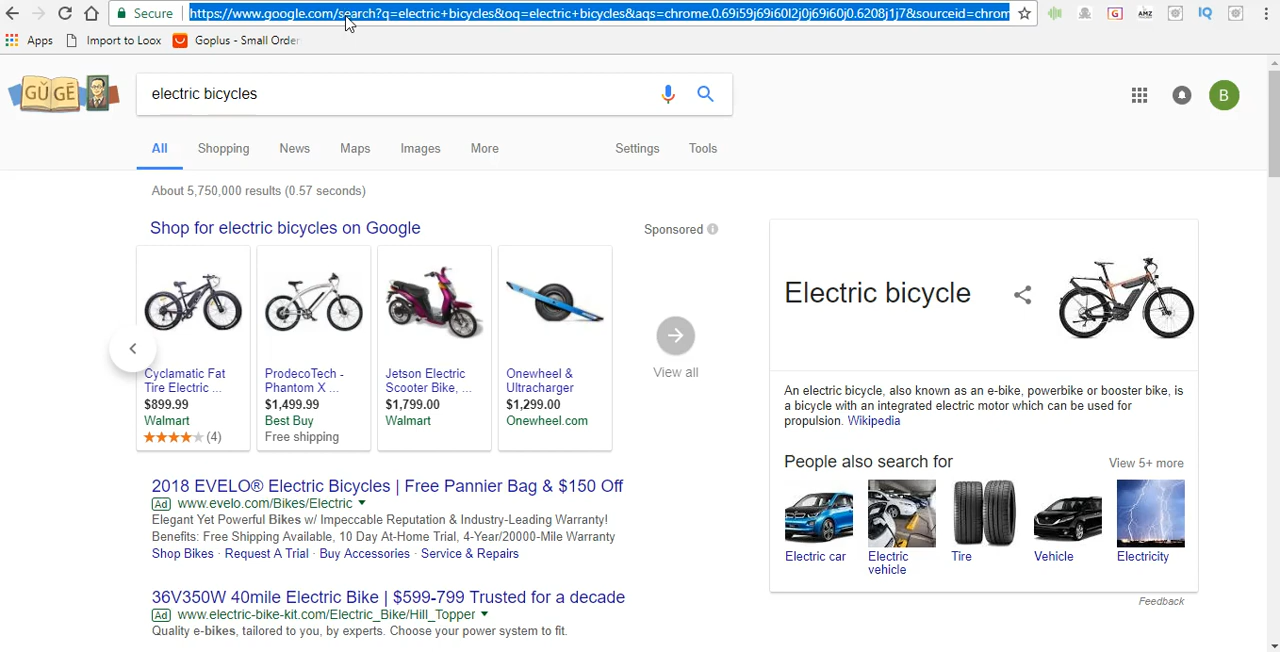 Secure
https://www.google.com/search?q=electric+bicycles&oq=electric+bicycles&aqs=chrome.0.69i59j69i60l2j0j69i60j0.6208j1j7&sourceid=chrom
G
AMZ
IQ
Apps
Import to Loox
Goplus - Small Order
GǓ GĒ
electric bicycles
B
All
Shopping
News
Maps
Images
More
Settings
Tools
About 5,750,000 results (0.57 seconds)
Shop for electric bicycles on Google
Sponsored
Cyclamatic Fat
Tire Electric ...
$899.99
Walmart
(4)
ProdecoTech -
Phantom X ...
$1,499.99
Best Buy
Free shipping
Jetson Electric
Scooter Bike, ...
$1,799.00
Walmart
Onewheel &
Ultracharger
$1,299.00
Onewheel.com
View all
2018 EVELO® Electric Bicycles | Free Pannier Bag & $150 Off
Ad www.evelo.com/Bikes/Electric
Elegant Yet Powerful Bikes w/ Impeccable Reputation & Industry-Leading Warranty!
Benefits: Free Shipping Available, 10 Day At-Home Trial, 4-Year/20000-Mile Warranty
Shop Bikes · Request A Trial · Buy Accessories · Service & Repairs
36V350W 40mile Electric Bike | $599-799 Trusted for a decade
Ad www.electric-bike-kit.com/Electric_Bike/Hill_Topper
Quality e-bikes, tailored to you, by experts. Choose your power system to fit.
Electric bicycle
An electric bicycle, also known as an e-bike, powerbike or booster bike, is
a bicycle with an integrated electric motor which can be used for
propulsion. Wikipedia
People also search for
View 5+ more
Electric car
Electric
vehicle
Tire
Vehicle
Electricity
Feedback